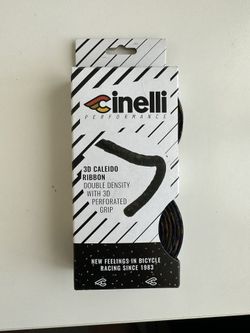 cinelli
PERFORMANCE
3D CALEIDO
RIBBON
DOUBLE DENSITY
WITH 3D
PERFORATED
GRIP
NEW FEELINGS IN BICYCLE
RACING SINCE 1983